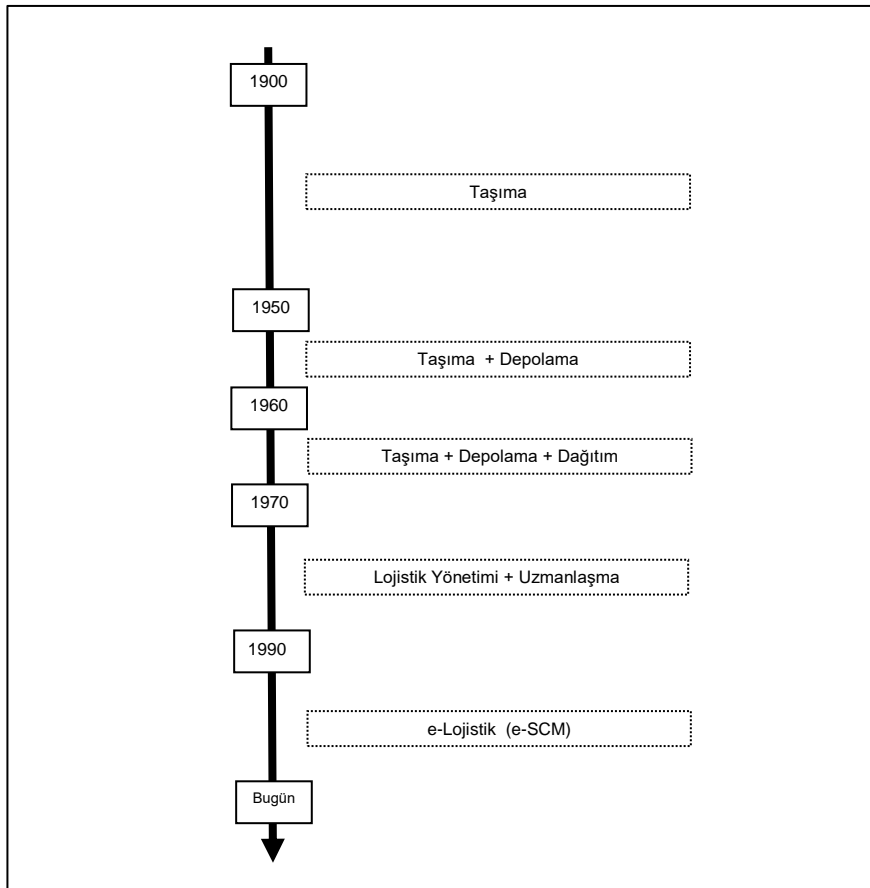 1900
Taşıma
1950
Taşıma + Depolama
1960
Taşıma + Depolama + Dağıtım
1970
Lojistik Yönetimi + Uzmanlaşma
1990
e-Lojistik (e-SCM)
Bugün